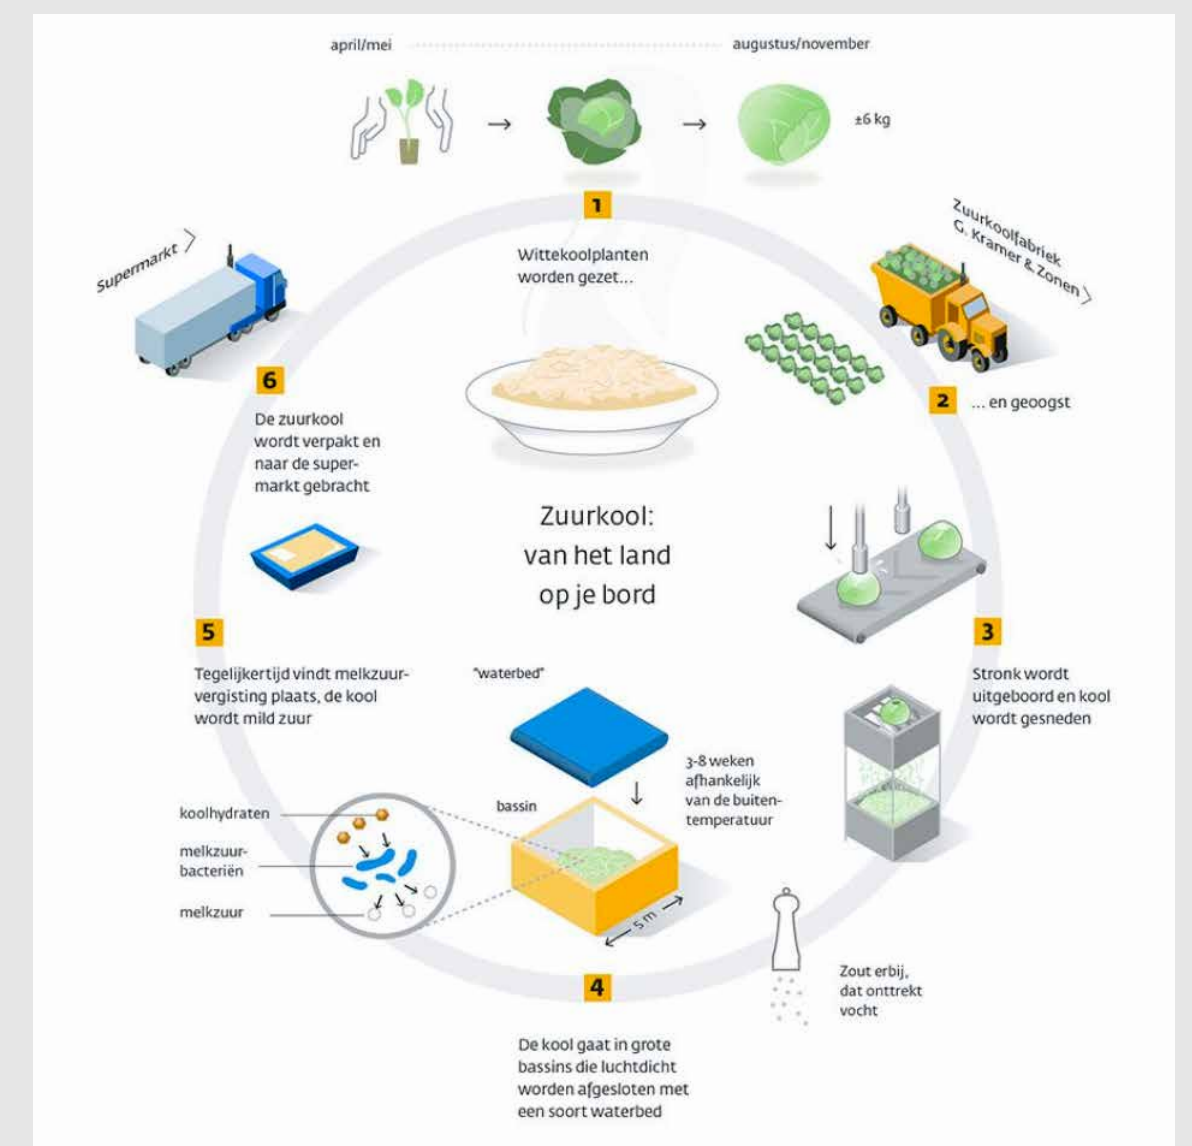 april/mei
augustus/november
±6 kg
1
Wittekoolplanten
worden gezet...
Zuurkoolfabriek
G. Kramer & Zonen
2
... en geoogst
3
Stronk wordt
uitgeboord en kool
wordt gesneden
Zout erbij,
dat onttrekt
vocht
4
De kool gaat in grote
bassins die luchtdicht
worden afgesloten met
een soort waterbed
"waterbed"
3-8 weken
afhankelijk
van de buiten-
temperatuur
bassin
5 m
koolhydraten
melkzuur-
bacteriën
melkzuur
5
Tegelijkertijd vindt melkzuur-
vergisting plaats, de kool
wordt mild zuur
6
De zuurkool
wordt verpakt en
naar de super-
markt gebracht
Supermarkt
Zuurkool:
van het land
op je bord